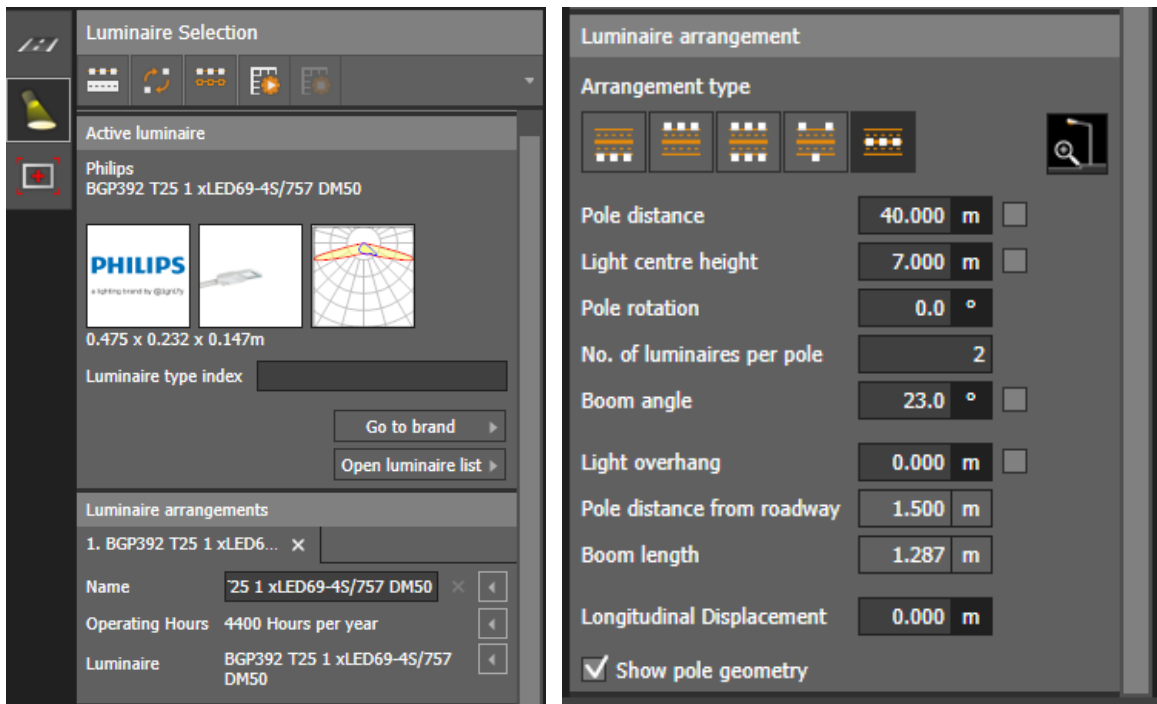 Luminaire Selection
Active luminaire
Philips
BGP392 T25 1 xLED69-4S/757 DM50
PHILIPS
a lighting brand by @signify
0.475 x 0.232 x 0.147m
Luminaire type index
Go to brand
Open luminaire list
Luminaire arrangements
1. BGP392 T25 1 xLED6...
Name 25 1 xLED69-4S/757 DM50
Operating Hours 4400 Hours per year
Luminaire BGP392 T25 1 xLED69-4S/757
DM50
Luminaire arrangement
Arrangement type
Pole distance 40.000 m
Light centre height 7.000 m
Pole rotation 0.0 °
No. of luminaires per pole 2
Boom angle 23.0 °
Light overhang 0.000 m
Pole distance from roadway 1.500 m
Boom length 1.287 m
Longitudinal Displacement 0.000 m
Show pole geometry